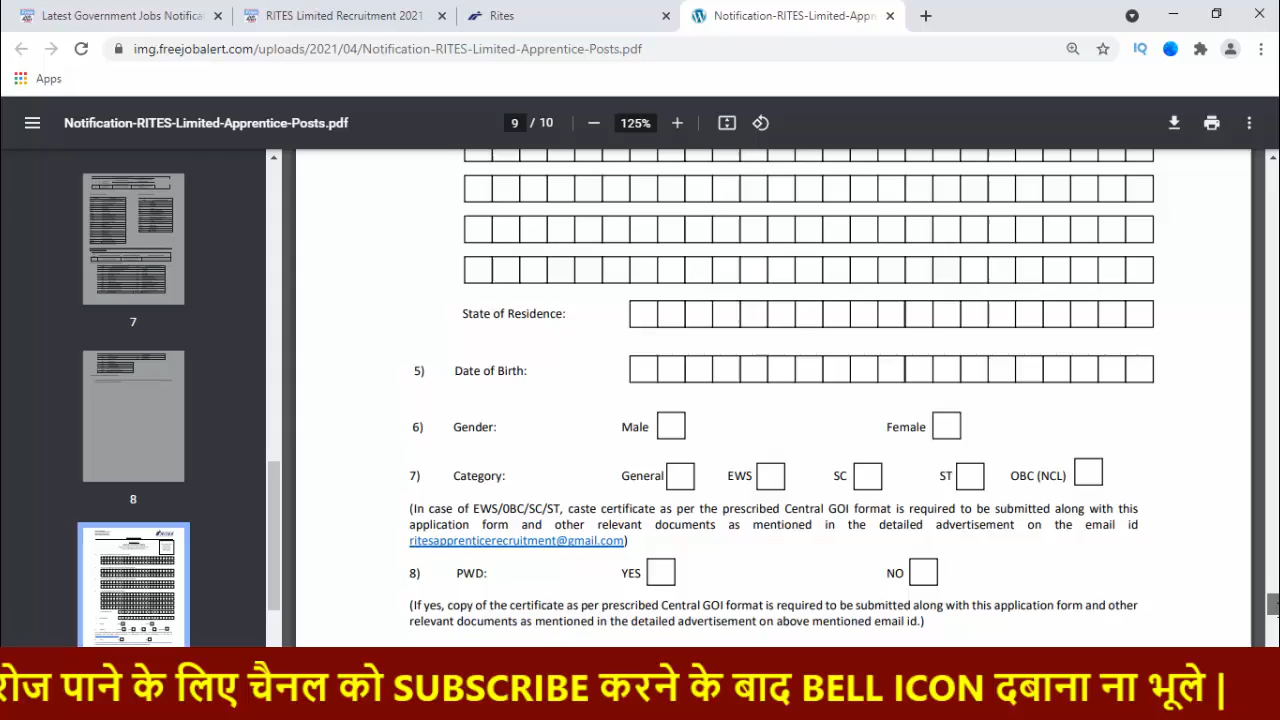 Latest Government Jobs Notifica
RITES Limited Recruitment 2021
Rites
Notification-RITES-Limited-Appr
img.freejobalert.com/uploads/2021/04/Notification-RITES-Limited-Apprentice-Posts.pdf
IQ
Apps
Notification-RITES-Limited-Apprentice-Posts.pdf
9 / 10
125%
7
8
State of Residence:
5) Date of Birth:
6) Gender: Male Female
7) Category: General EWS SC ST OBC (NCL)
(In case of EWS/0BC/SC/ST, caste certificate as per the prescribed Central GOI format is required to be submitted along with this
application form and other relevant documents as mentioned in the detailed advertisement on the email id
ritesapprenticerecruitment@gmail.com)
8) PWD: YES NO
(If yes, copy of the certificate as per prescribed Central GOI format is required to be submitted along with this application form and other
relevant documents as mentioned in the detailed advertisement on above mentioned email id.)
रोज पाने के लिए चैनल को SUBSCRIBE करने के बाद BELL ICON दबाना ना भूले |